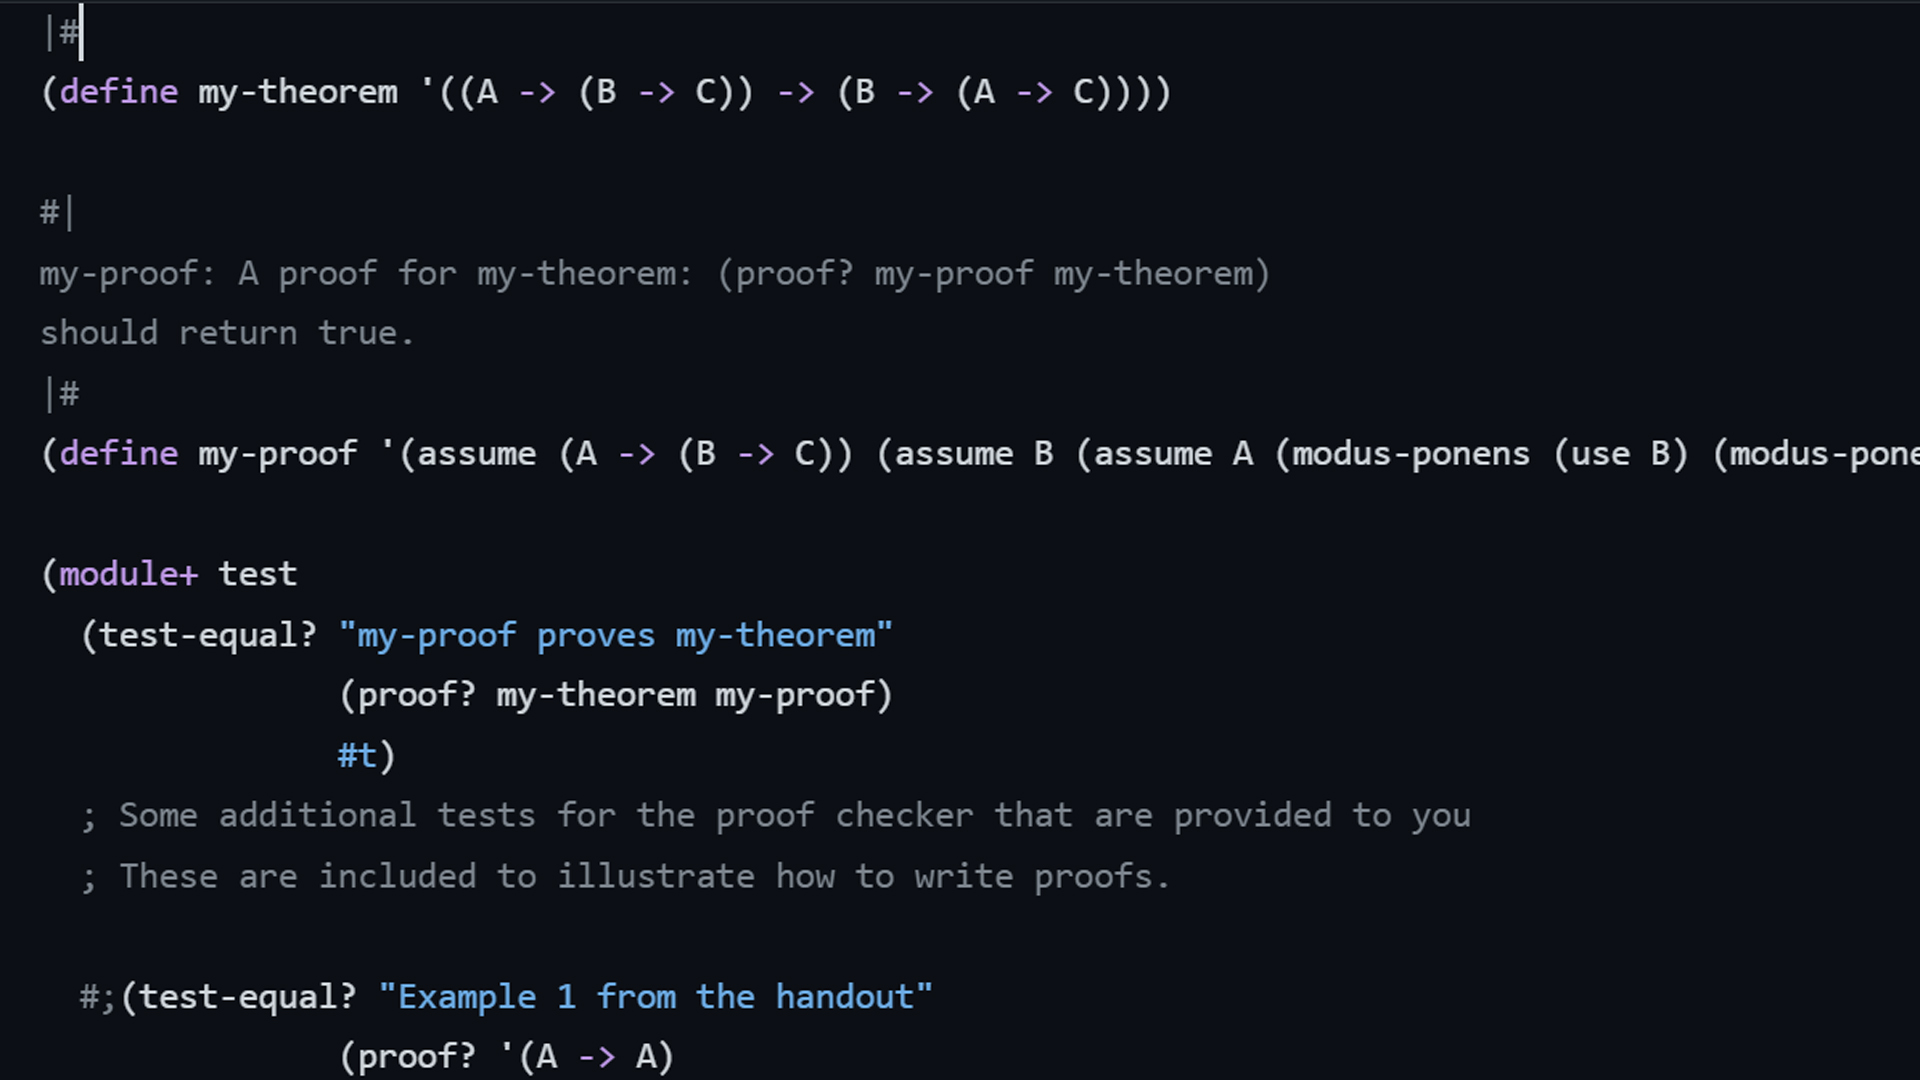 |#
(define my-theorem '((A -> (B -> C)) -> (B -> (A -> C))))
#|
my-proof: A proof for my-theorem: (proof? my-proof my-theorem)
should return true.
|#
(define my-proof '(assume (A -> (B -> C)) (assume B (assume A (modus-ponens (use B) (modus-pone
(module+ test
(test-equal? "my-proof proves my-theorem"
(proof? my-theorem my-proof)
#t)
; Some additional tests for the proof checker that are provided to you
; These are included to illustrate how to write proofs.
#;(test-equal? "Example 1 from the handout"
(proof? '(A -> A)